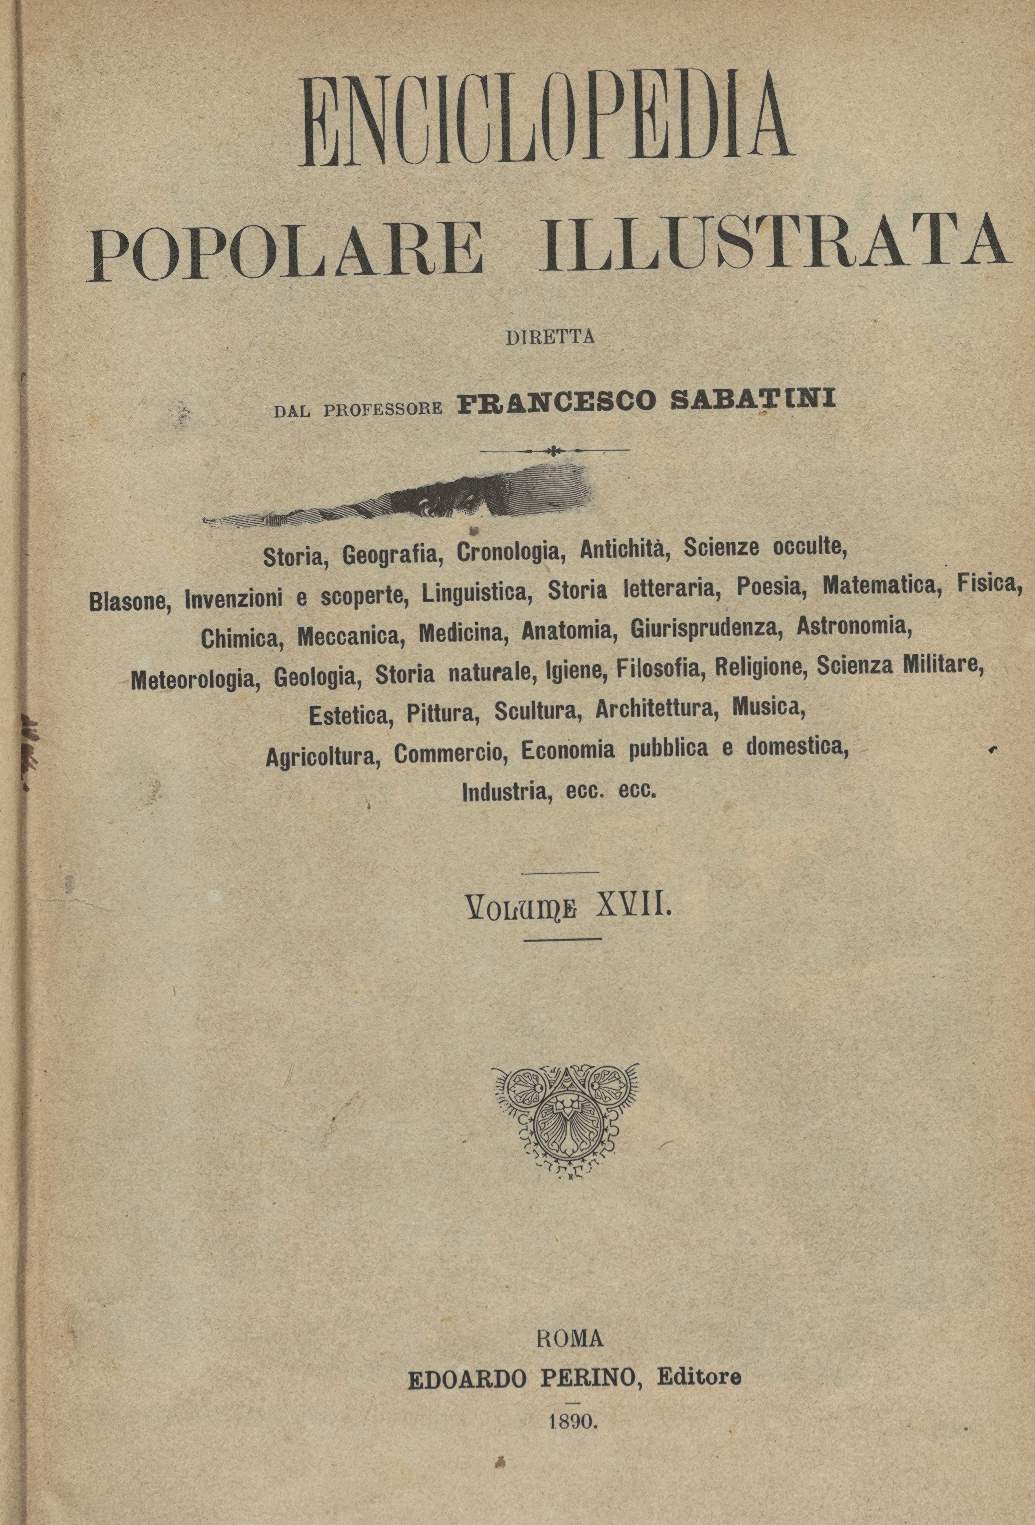 ENCICLOPEDIA
POPOLARE ILLUSTRATA
DIRETTA
DAL PROFESSORE FRANCESCO SABATINI
Storia, Geografia, Cronologia, Antichità, Scienze occulte,
Blasone, Invenzioni e scoperte, Linguistica, Storia letteraria, Poesia, Matematica, Fisica,
Chimica, Meccanica, Medicina, Anatomia, Giurisprudenza, Astronomia,
Meteorologia, Geologia, Storia naturale, Igiene, Filosofia, Religione, Scienza Militare,
Estetica, Pittura, Scultura, Architettura, Musica,
Agricoltura, Commercio, Economia pubblica e domestica,
Industria, ecc. ecc.
VOLUME XVII.
ROMA
EDOARDO PERINO, Editore
1890.